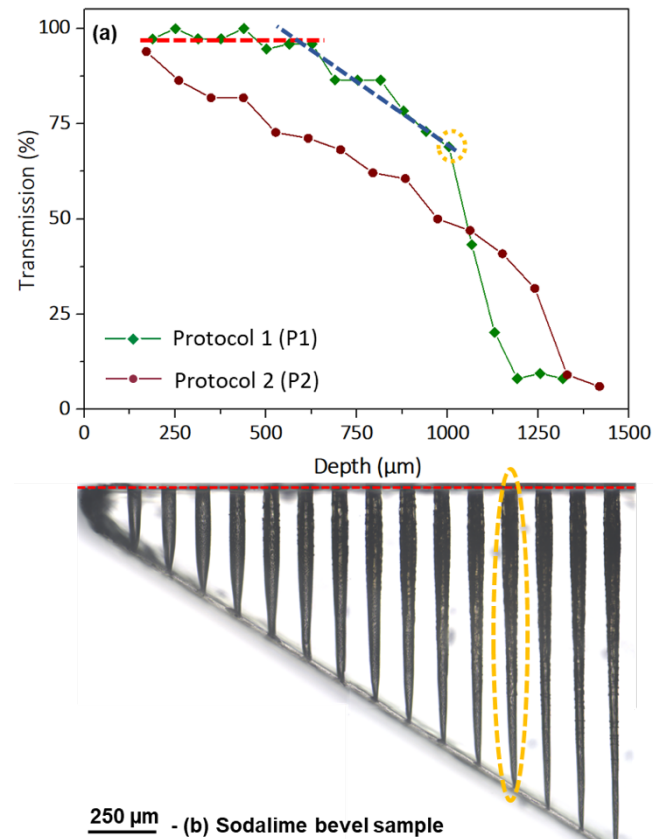 (a)
100
75
50
25
0
Transmission (%)
Protocol 1 (P1)
Protocol 2 (P2)
0 250 500 750 1000 1250 1500
Depth (µm)
250 µm - (b) Sodalime bevel sample